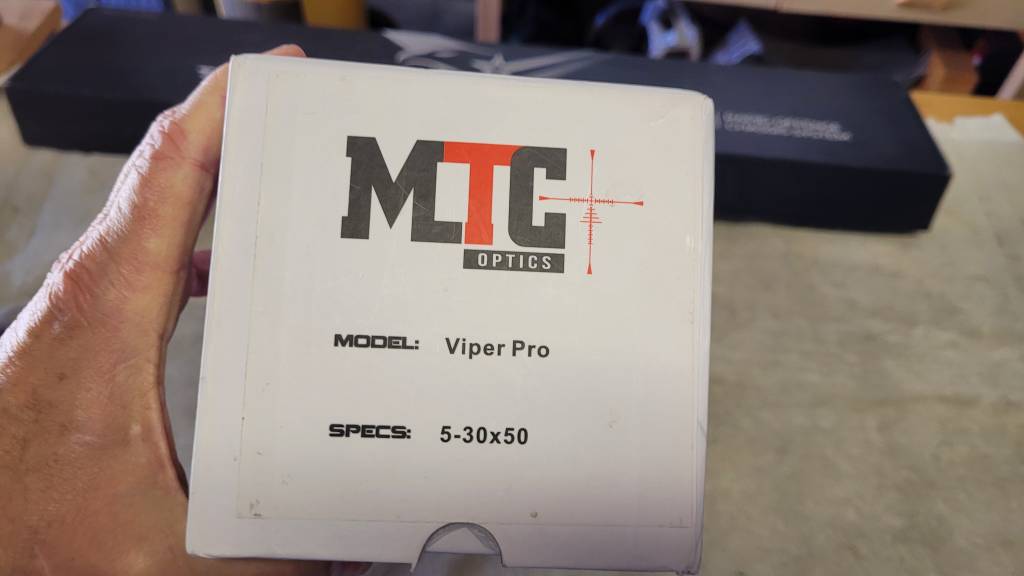 MTC
OPTICS
MODEL: Viper Pro
SPECS: 5-30x50